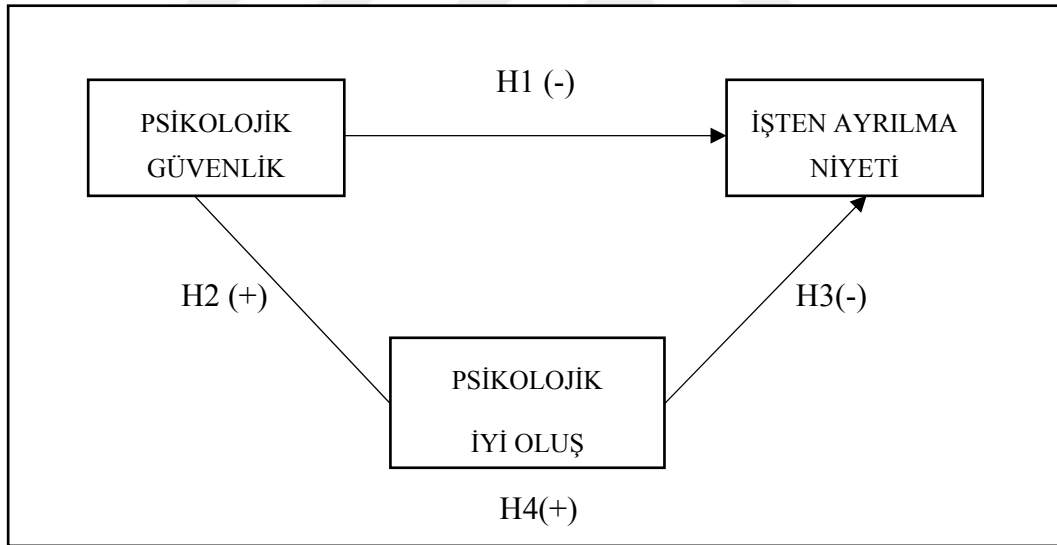 H1 (-)
PSİKOLOJİK
GÜVENLİK
İŞTEN AYRILMA
NİYETİ
H2 (+)
H3(-)
PSİKOLOJİK
İYİ OLUŞ
H4(+)